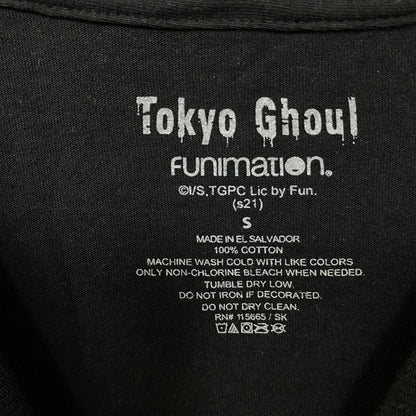 Tokyo Ghoul
FUNIMATION®
©I/S,TGPC Lic by Fun.
(s21)
S
MADE IN EL SALVADOR
100% COTTON
MACHINE WASH COLD WITH LIKE COLORS
ONLY NON-CHLORINE BLEACH WHEN NEEDED.
TUMBLE DRY LOW.
DO NOT IRON IF DECORATED.
DO NOT DRY CLEAN.
RN# 115665 / SK